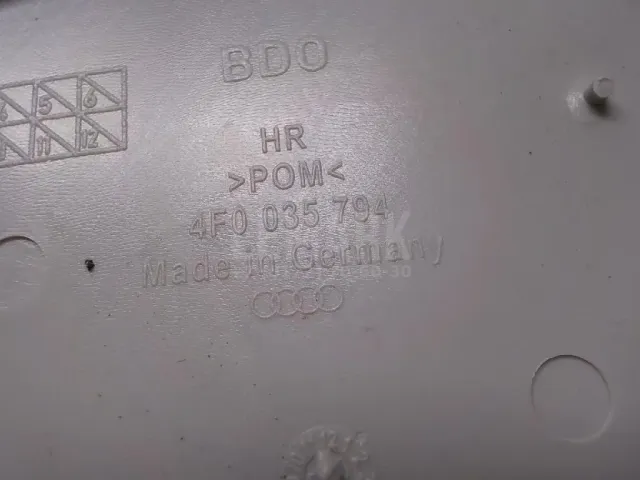 BDO
5 6
11 12
HR
>POM<
4F0 035 794
Made in Germany